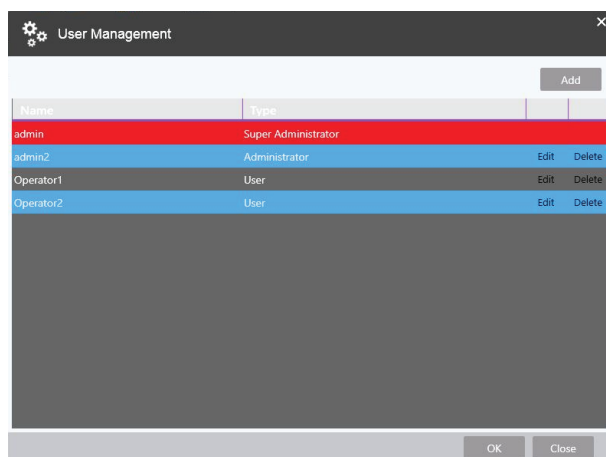 User Management
Add
Name Type
admin Super Administrator
admin2 Administrator Edit Delete
Operator1 User Edit Delete
Operator2 User Edit Delete
OK Close